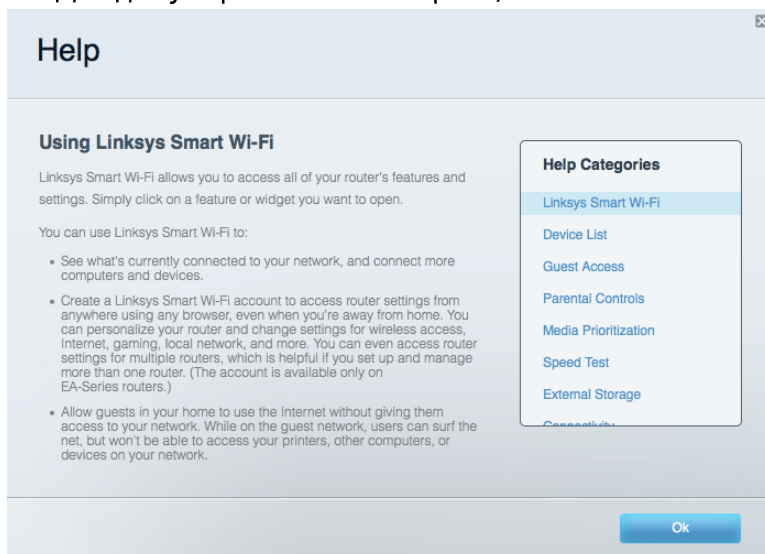 Help
Using Linksys Smart Wi-Fi
Linksys Smart Wi-Fi allows you to access all of your router's features and
settings. Simply click on a feature or widget you want to open.
You can use Linksys Smart Wi-Fi to:
• See what's currently connected to your network, and connect more
computers and devices.
• Create a Linksys Smart Wi-Fi account to access router settings from
anywhere using any browser, even when you're away from home. You
can personalize your router and change settings for wireless access,
Internet, gaming, local network, and more. You can even access router
settings for multiple routers, which is helpful if you set up and manage
more than one router. (The account is available only on
EA-Series routers.)
• Allow guests in your home to use the Internet without giving them
access to your network. While on the guest network, users can surf the
net, but won't be able to access your printers, other computers, or
devices on your network.
Help Categories
Linksys Smart Wi-Fi
Device List
Guest Access
Parental Controls
Media Prioritization
Speed Test
External Storage
Connectivity
Ok